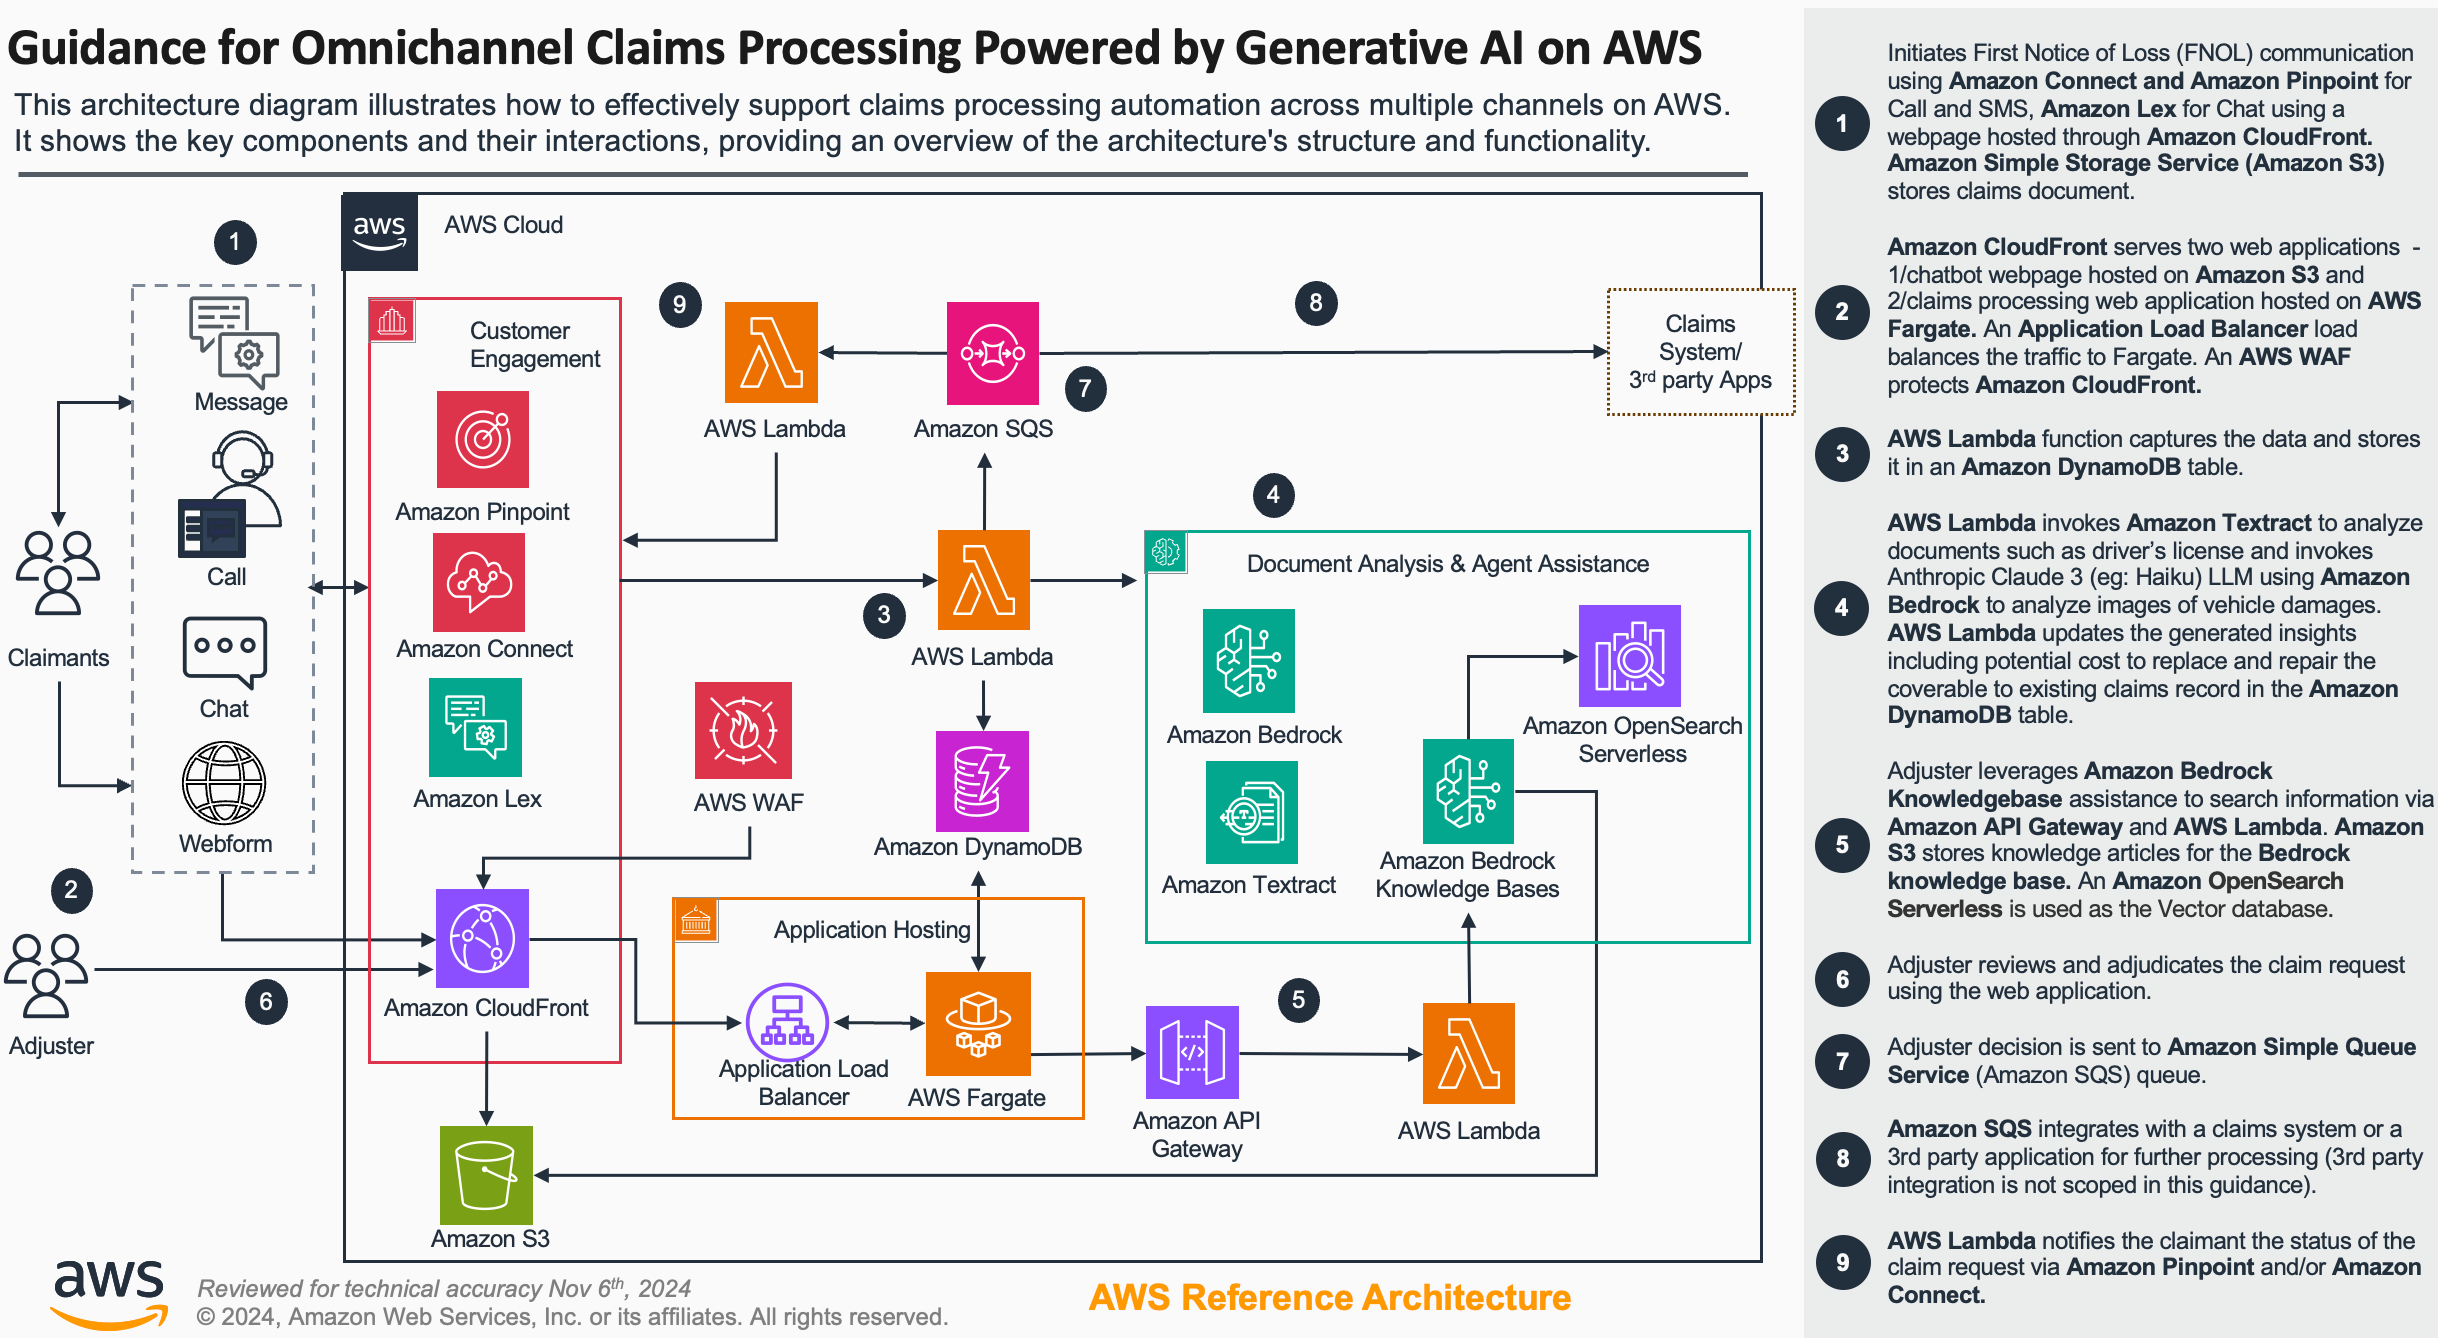 Guidance for Omnichannel Claims Processing Powered by Generative AI on AWS
This architecture diagram illustrates how to effectively support claims processing automation across multiple channels on AWS.
It shows the key components and their interactions, providing an overview of the architecture's structure and functionality.
1
aws
AWS Cloud
Message
Call
Chat
Webform
Claimants
2
Adjuster
6
Customer
Engagement
Amazon Pinpoint
Amazon Connect
Amazon Lex
Amazon CloudFront
Amazon S3
9
AWS Lambda
Amazon SQS
7
8
Claims
System/
3rd party Apps
3
AWS Lambda
AWS WAF
Amazon DynamoDB
Application Hosting
Application Load
Balancer
AWS Fargate
4
Document Analysis & Agent Assistance
Amazon Bedrock
Amazon Textract
Amazon OpenSearch
Serverless
Amazon Bedrock
Knowledge Bases
5
Amazon API
Gateway
AWS Lambda
aws
Reviewed for technical accuracy Nov 6th, 2024
© 2024, Amazon Web Services, Inc. or its affiliates. All rights reserved.
AWS Reference Architecture
1
Initiates First Notice of Loss (FNOL) communication
using Amazon Connect and Amazon Pinpoint for
Call and SMS, Amazon Lex for Chat using a
webpage hosted through Amazon CloudFront.
Amazon Simple Storage Service (Amazon S3)
stores claims document.
2
Amazon CloudFront serves two web applications -
1/chatbot webpage hosted on Amazon S3 and
2/claims processing web application hosted on AWS
Fargate. An Application Load Balancer load
balances the traffic to Fargate. An AWS WAF
protects Amazon CloudFront.
3
AWS Lambda function captures the data and stores
it in an Amazon DynamoDB table.
4
AWS Lambda invokes Amazon Textract to analyze
documents such as driver’s license and invokes
Anthropic Claude 3 (eg: Haiku) LLM using Amazon
Bedrock to analyze images of vehicle damages.
AWS Lambda updates the generated insights
including potential cost to replace and repair the
coverable to existing claims record in the Amazon
DynamoDB table.
5
Adjuster leverages Amazon Bedrock
Knowledgebase assistance to search information via
Amazon API Gateway and AWS Lambda. Amazon
S3 stores knowledge articles for the Bedrock
knowledge base. An Amazon OpenSearch
Serverless is used as the Vector database.
6
Adjuster reviews and adjudicates the claim request
using the web application.
7
Adjuster decision is sent to Amazon Simple Queue
Service (Amazon SQS) queue.
8
Amazon SQS integrates with a claims system or a
3rd party application for further processing (3rd party
integration is not scoped in this guidance).
9
AWS Lambda notifies the claimant the status of the
claim request via Amazon Pinpoint and/or Amazon
Connect.